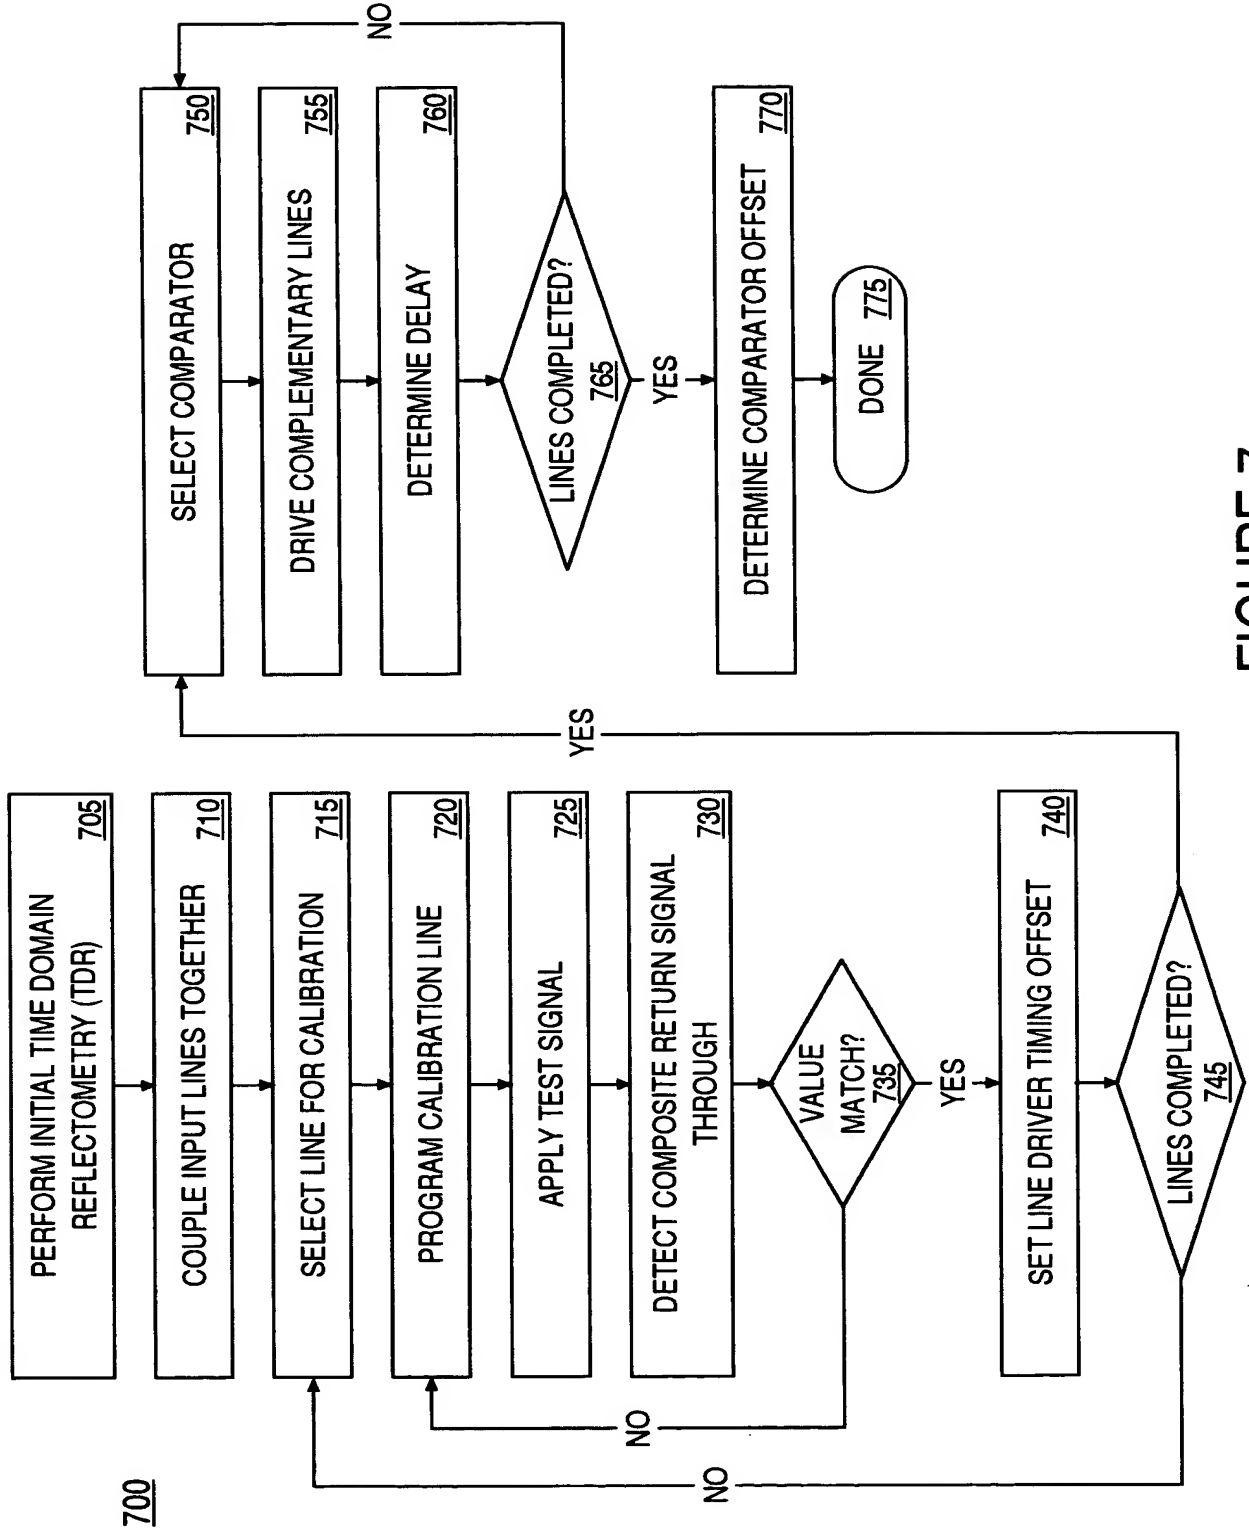 700
PERFORM INITIAL TIME DOMAIN
REFLECTOMETRY (TDR)
705
COUPLE INPUT LINES TOGETHER
710
SELECT LINE FOR CALIBRATION
715
PROGRAM CALIBRATION LINE
720
APPLY TEST SIGNAL
725
DETECT COMPOSITE RETURN SIGNAL
THROUGH
730
VALUE
MATCH?
735
NO
YES
SET LINE DRIVER TIMING OFFSET
740
LINES COMPLETED?
745
NO
YES
SELECT COMPARATOR
750
DRIVE COMPLEMENTARY LINES
755
DETERMINE DELAY
760
LINES COMPLETED?
765
NO
YES
DETERMINE COMPARATOR OFFSET
770
DONE 775
FIGURE 7